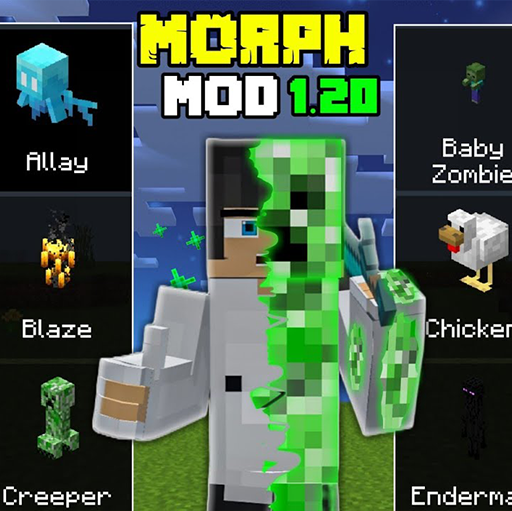 MORPH
MOD 1.20
Allay
Baby
Zombie
Blaze
Chicken
Creeper
Enderma